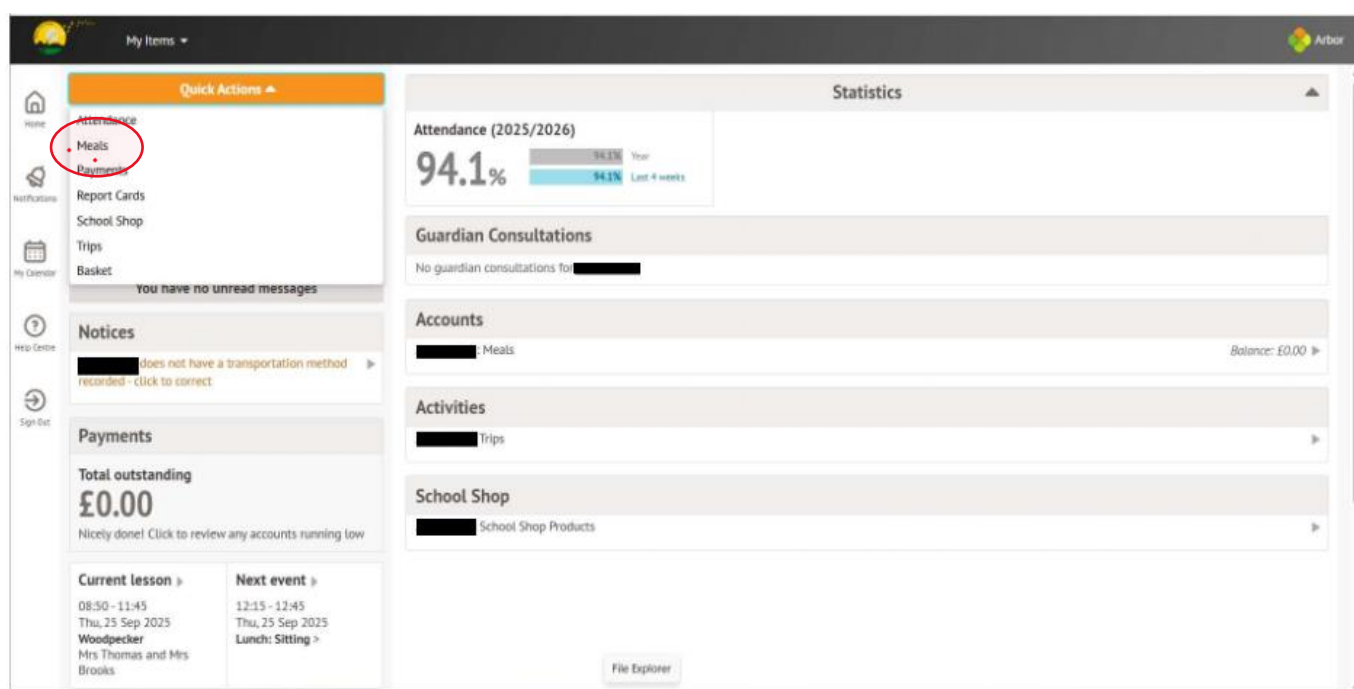 My Items
Arbor
Home
Notifications
My Calendar
Help Centre
Sign Out
Quick Actions
Attendance
Meals
Payments
Report Cards
School Shop
Trips
Basket
You have no unread messages
Notices
does not have a transportation method
recorded - click to correct
Payments
Total outstanding
£0.00
Nicely done! Click to review any accounts running low
Current lesson
08:50 - 11:45
Thu, 25 Sep 2025
Woodpecker
Mrs Thomas and Mrs
Brooks
Next event
12:15 - 12:45
Thu, 25 Sep 2025
Lunch: Sitting >
Statistics
Attendance (2025/2026)
94.1%
94.1% Year
94.1% Last 4 weeks
Guardian Consultations
No guardian consultations for
Accounts
: Meals
Balance: £0.00
Activities
Trips
School Shop
School Shop Products
File Explorer